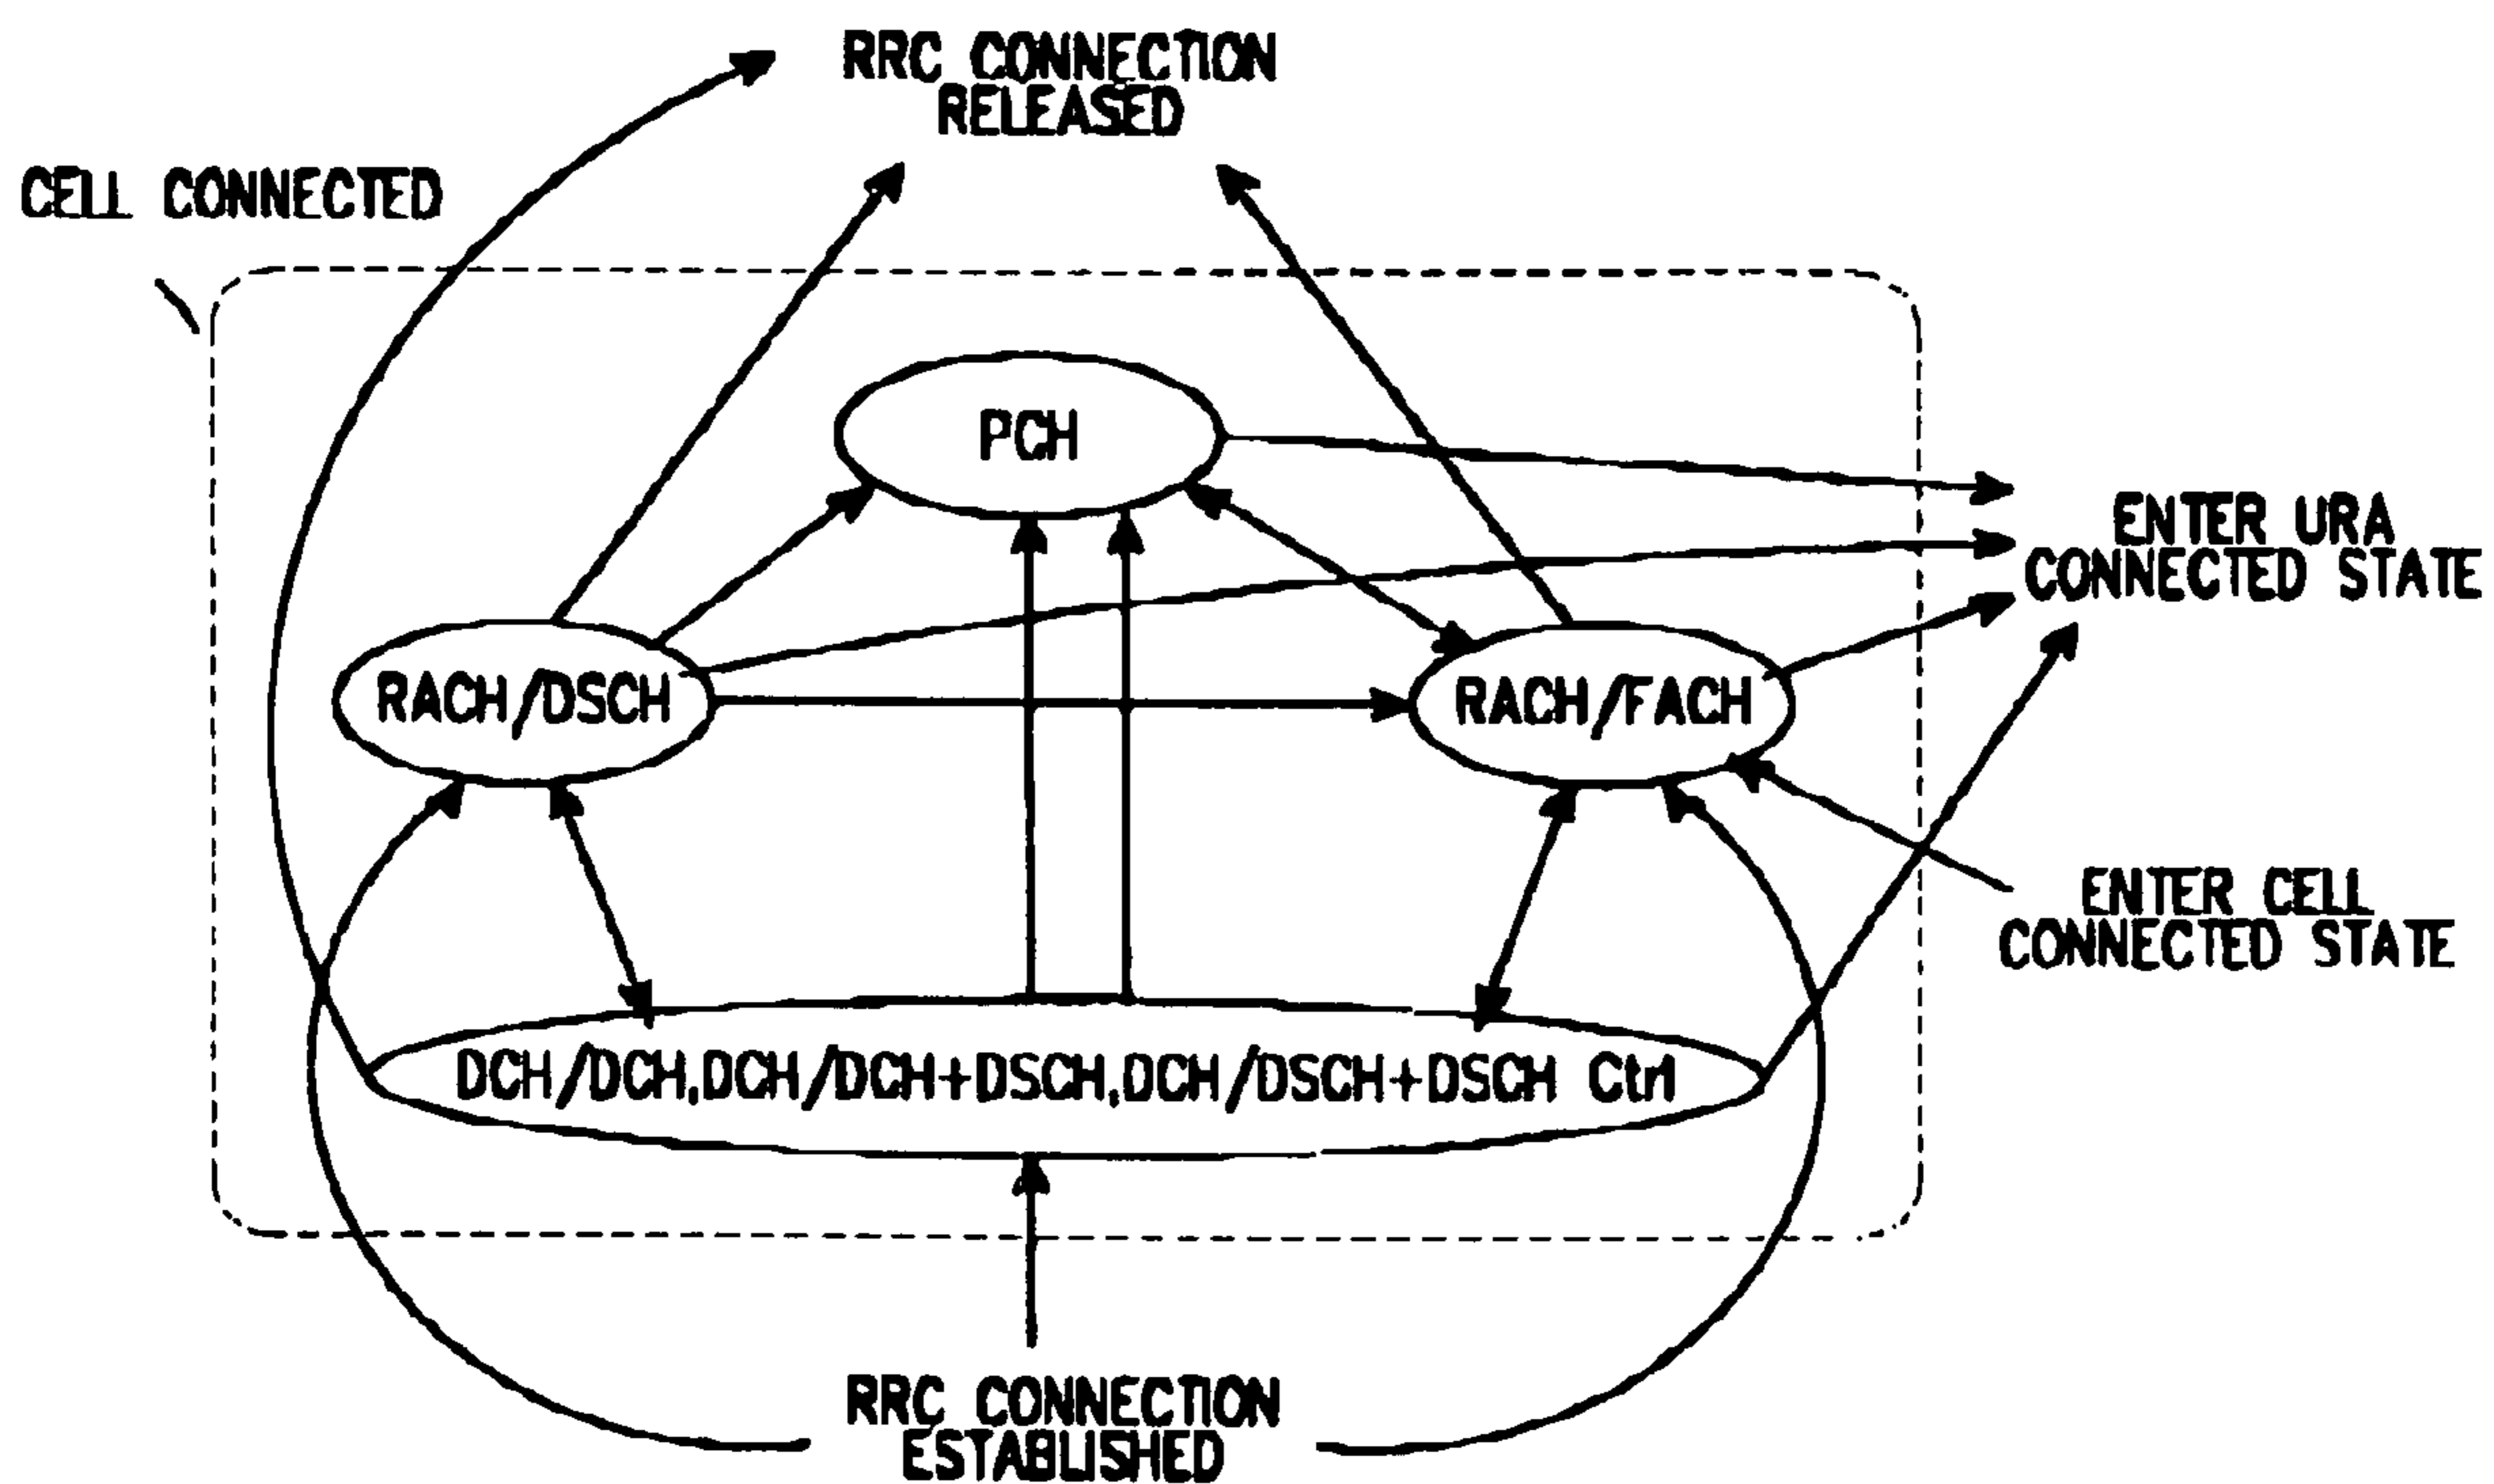 RRC CONNECTION
RELEASED
CELL CONNECTED
PCH
ENTER URA
CONNECTED STATE
RACH/DSCH
RACH/FACH
ENTER CELL
CONNECTED STATE
DCH/DCH,DCH/DCH+DSCH,DCH/DSCH+DSCH Ctrl
RRC CONNECTION
ESTABLISHED